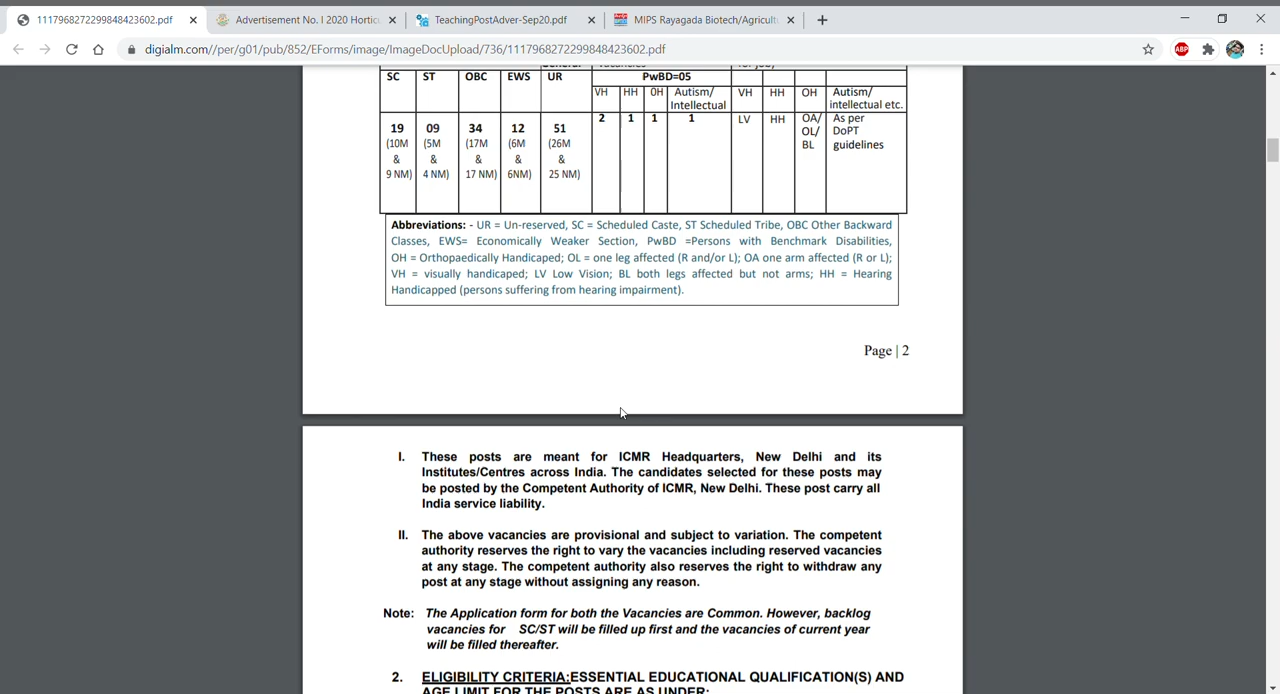 1117968272299848423602.pdf
Advertisement No. I 2020 Hortic
TeachingPostAdver-Sep20.pdf
MIPS Rayagada Biotech/Agricult
digialm.com//per/g01/pub/852/EForms/image/ImageDocUpload/736/1117968272299848423602.pdf
ABP
SC ST OBC EWS UR PwBD=05
VH HH 0H Autism/ Intellectual VH HH OH Autism/ intellectual etc.
19 (10M & 9 NM) 09 (5M & 4 NM) 34 (17M & 17 NM) 12 (6M & 6NM) 51 (26M & 25 NM) 2 1 1 1 LV HH OA/ OL/ BL As per DoPT guidelines
Abbreviations: - UR = Un-reserved, SC = Scheduled Caste, ST Scheduled Tribe, OBC Other Backward
Classes, EWS= Economically Weaker Section, PwBD =Persons with Benchmark Disabilities,
OH = Orthopaedically Handicaped; OL = one leg affected (R and/or L); OA one arm affected (R or L);
VH = visually handicaped; LV Low Vision; BL both legs affected but not arms; HH = Hearing
Handicapped (persons suffering from hearing impairment).
Page | 2
I. These posts are meant for ICMR Headquarters, New Delhi and its
Institutes/Centres across India. The candidates selected for these posts may
be posted by the Competent Authority of ICMR, New Delhi. These post carry all
India service liability.
II. The above vacancies are provisional and subject to variation. The competent
authority reserves the right to vary the vacancies including reserved vacancies
at any stage. The competent authority also reserves the right to withdraw any
post at any stage without assigning any reason.
Note: The Application form for both the Vacancies are Common. However, backlog
vacancies for SC/ST will be filled up first and the vacancies of current year
will be filled thereafter.
2. ELIGIBILITY CRITERIA:ESSENTIAL EDUCATIONAL QUALIFICATION(S) AND
AGE LIMIT FOR THE POSTS ARE AS UNDER: